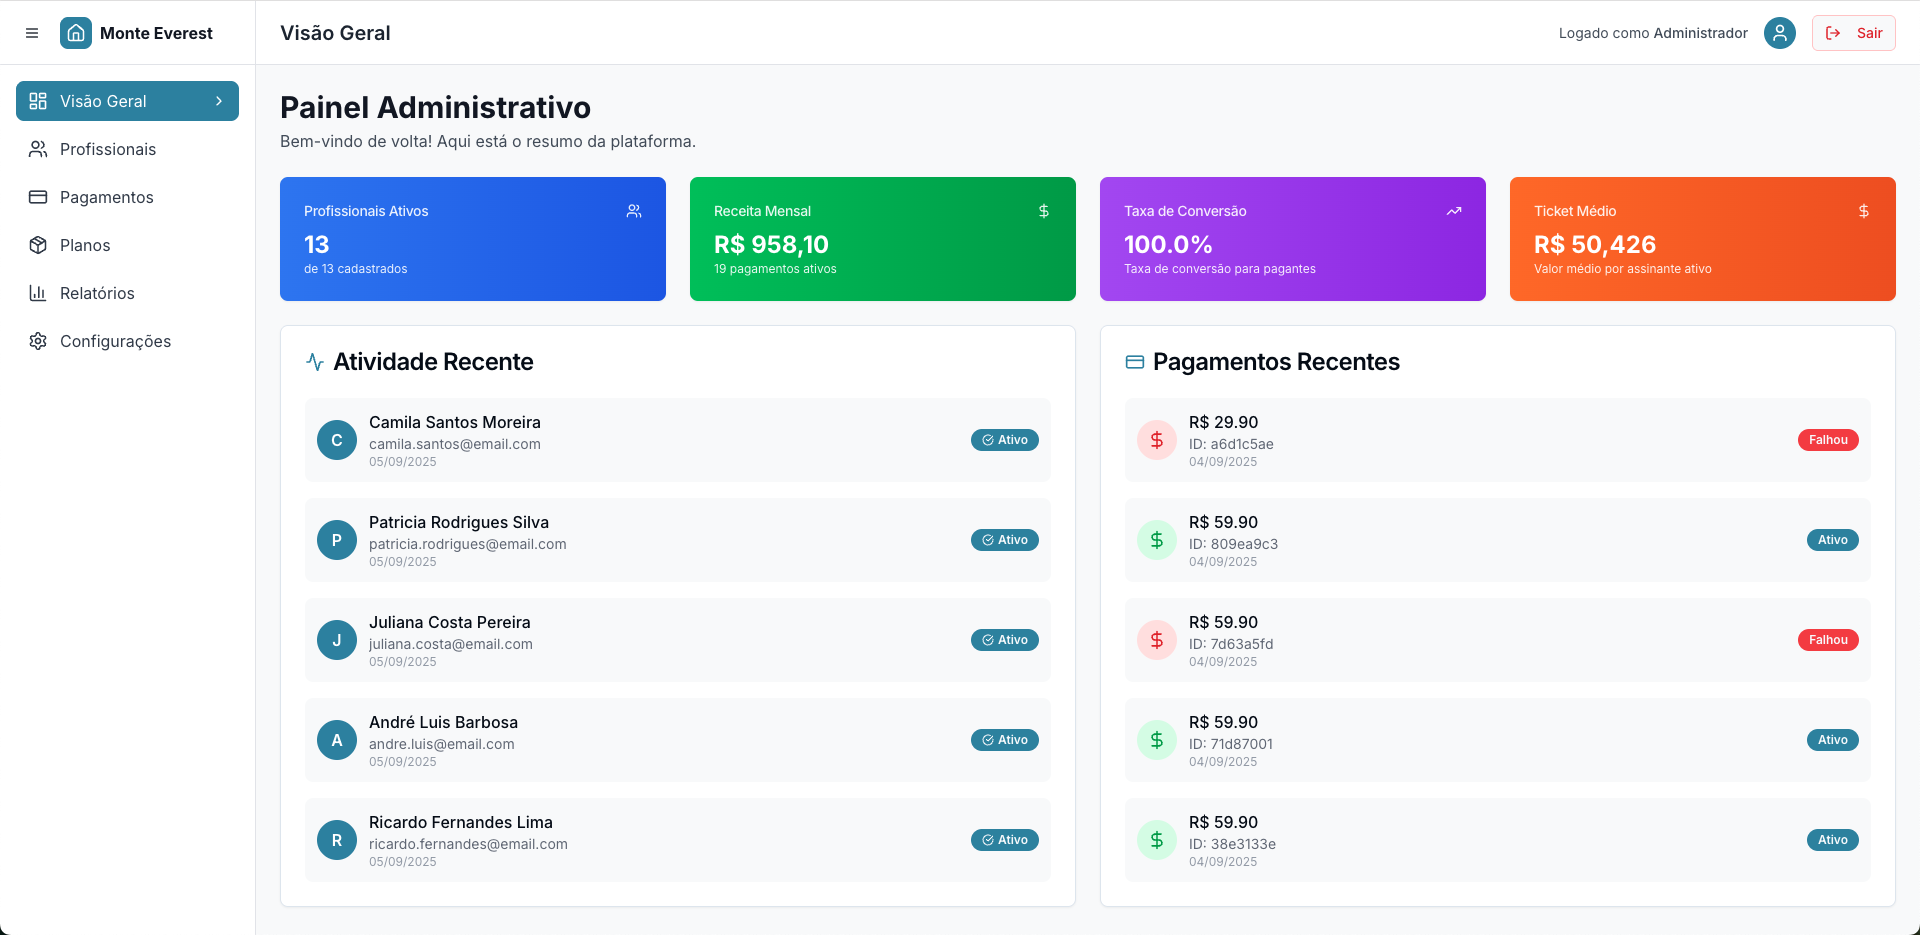 Monte Everest
Visão Geral
Logado como Administrador
Sair
Visão Geral
Profissionais
Pagamentos
Planos
Relatórios
Configurações
Painel Administrativo
Bem-vindo de volta! Aqui está o resumo da plataforma.
Profissionais Ativos
13
de 13 cadastrados
Receita Mensal
R$ 958,10
19 pagamentos ativos
Taxa de Conversão
100.0%
Taxa de conversão para pagantes
Ticket Médio
R$ 50,426
Valor médio por assinante ativo
Atividade Recente
C
Camila Santos Moreira
camila.santos@email.com
05/09/2025
Ativo
P
Patricia Rodrigues Silva
patricia.rodrigues@email.com
05/09/2025
Ativo
J
Juliana Costa Pereira
juliana.costa@email.com
05/09/2025
Ativo
A
André Luis Barbosa
andre.luis@email.com
05/09/2025
Ativo
R
Ricardo Fernandes Lima
ricardo.fernandes@email.com
05/09/2025
Ativo
Pagamentos Recentes
R$ 29.90
ID: a6d1c5ae
04/09/2025
Falhou
R$ 59.90
ID: 809ea9c3
04/09/2025
Ativo
R$ 59.90
ID: 7d63a5fd
04/09/2025
Falhou
R$ 59.90
ID: 71d87001
04/09/2025
Ativo
R$ 59.90
ID: 38e3133e
04/09/2025
Ativo